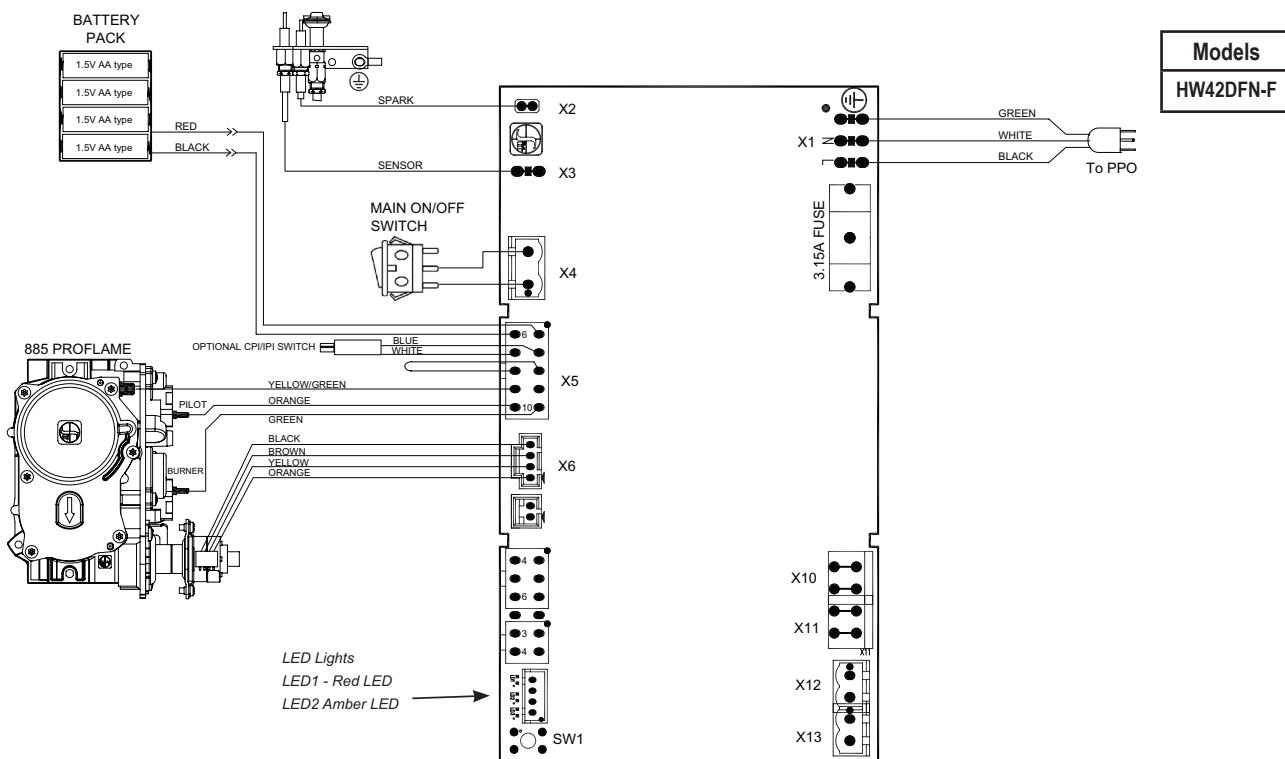 BATTERY
PACK
1.5V AA type
1.5V AA type
1.5V AA type
1.5V AA type
RED
BLACK
SPARK
SENSOR
X2
X3
MAIN ON/OFF
SWITCH
X4
885 PROFLAME
OPTIONAL CPI/IPI SWITCH
BLUE
WHITE
6
X5
YELLOW/GREEN
PILOT
ORANGE
10
GREEN
BURNER
BLACK
BROWN
YELLOW
ORANGE
X6
4
6
3
4
LED Lights
LED1 - Red LED
LED2 Amber LED
SW1
X1
N
L
GREEN
WHITE
BLACK
To PPO
3.15A FUSE
X10
X11
X11
X12
X13
Models
HW42DFN-F